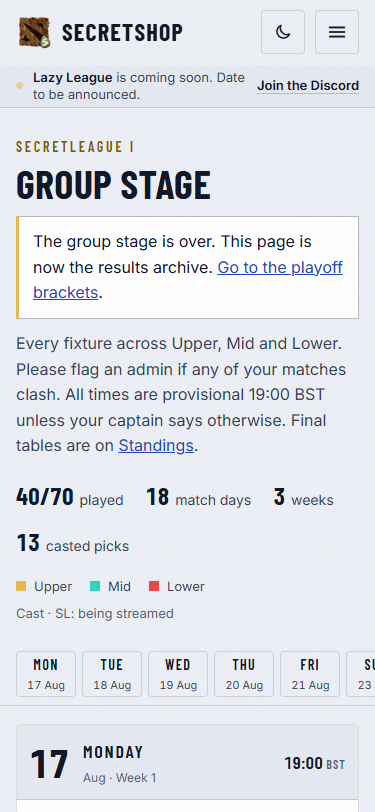 SECRETSHOP
Lazy League is coming soon. Date
to be announced.
Join the Discord
SECRETLEAGUE I
GROUP STAGE
The group stage is over. This page is
now the results archive. Go to the playoff
brackets.
Every fixture across Upper, Mid and Lower.
Please flag an admin if any of your matches
clash. All times are provisional 19:00 BST
unless your captain says otherwise. Final
tables are on Standings.
40/70 played 18 match days 3 weeks
13 casted picks
Upper Mid Lower
Cast · SL: being streamed
MON TUE WED THU FRI SU
17 Aug 18 Aug 19 Aug 20 Aug 21 Aug 23
17 MONDAY 19:00 BST
Aug · Week 1